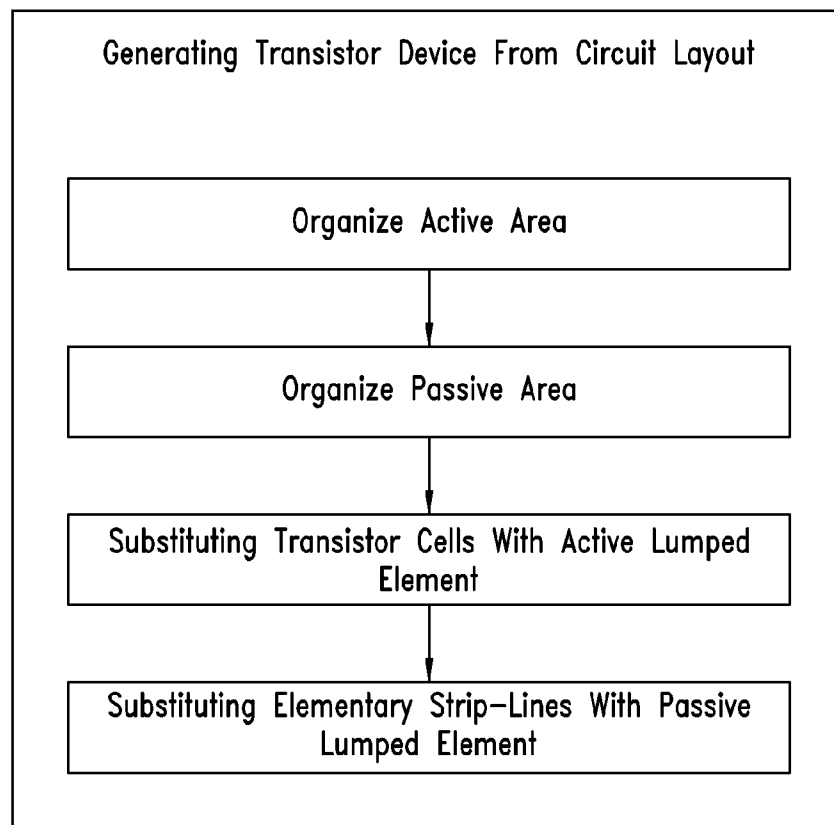 Generating Transistor Device From Circuit Layout
Organize Active Area
Organize Passive Area
Substituting Transistor Cells With Active Lumped
Element
Substituting Elementary Strip-Lines With Passive
Lumped Element